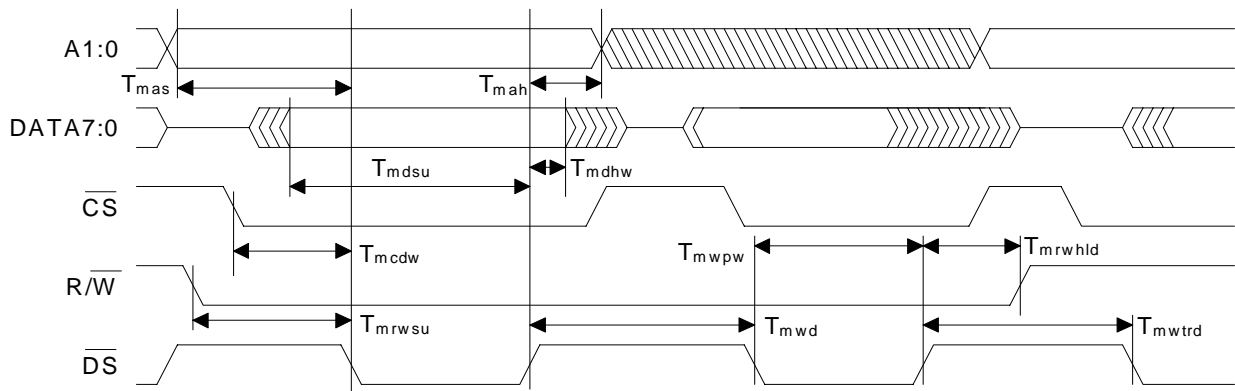 A1:0
Tmas
Tmah
DATA7:0
Tmdsu
Tmdhw
CS
Tmcdw
Tmwpw
Tmrwhld
R/W
Tmrwsu
Tmwd
Tmwtrd
DS